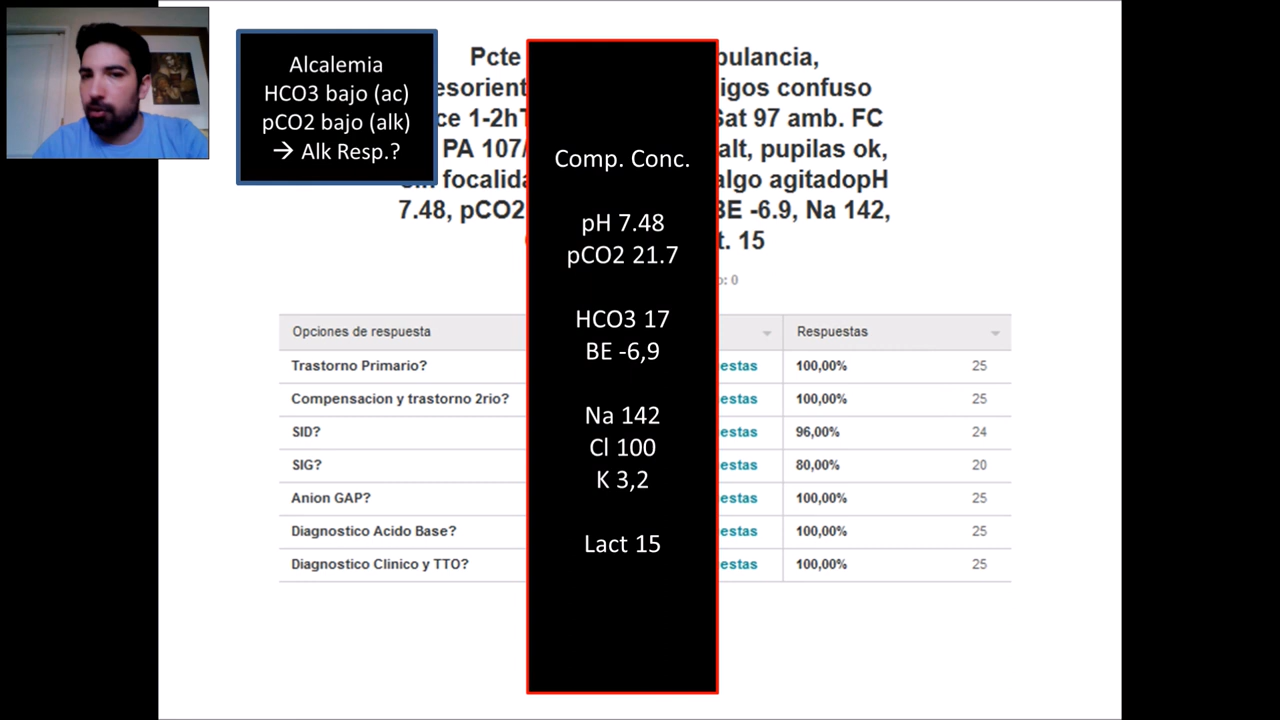 Alcalemia
HCO3 bajo (ac)
pCO2 bajo (alk)
→ Alk Resp.?
Comp. Conc.
pH 7.48
pCO2 21.7
HCO3 17
BE -6,9
Na 142
Cl 100
K 3,2
Lact 15
Pcte bulancia,
esorient igos confuso
ce 1-2h Sat 97 amb. FC
PA 107 alt, pupilas ok,
focalida algo agitadopH
7.48, pCO2 BE -6.9, Na 142,
t. 15
o: 0
Opciones de respuesta Respuestas
Trastorno Primario? estas 100,00% 25
Compensacion y trastorno 2rio? estas 100,00% 25
SID? estas 96,00% 24
SIG? estas 80,00% 20
Anion GAP? estas 100,00% 25
Diagnostico Acido Base? estas 100,00% 25
Diagnostico Clinico y TTO? estas 100,00% 25